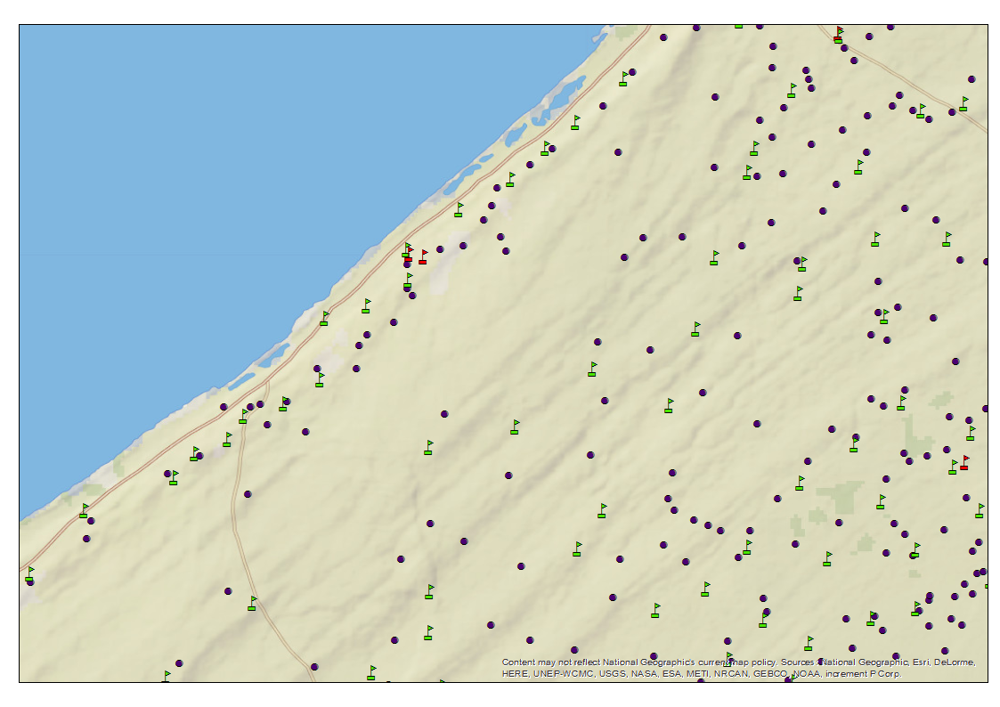 Content may not reflect National Geographic's current map policy. Sources: National Geographic, Esri, DeLorme,
HERE, UNEP-WCMC, USGS, NASA, ESA, METI, NRCAN, GEBCO, NOAA, increment P Corp.